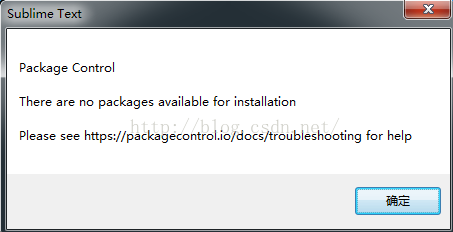 Sublime Text
Package Control
There are no packages available for installation
http://blog.csdn.net/
Please see https://packagecontrol.io/docs/troubleshooting for help
确定